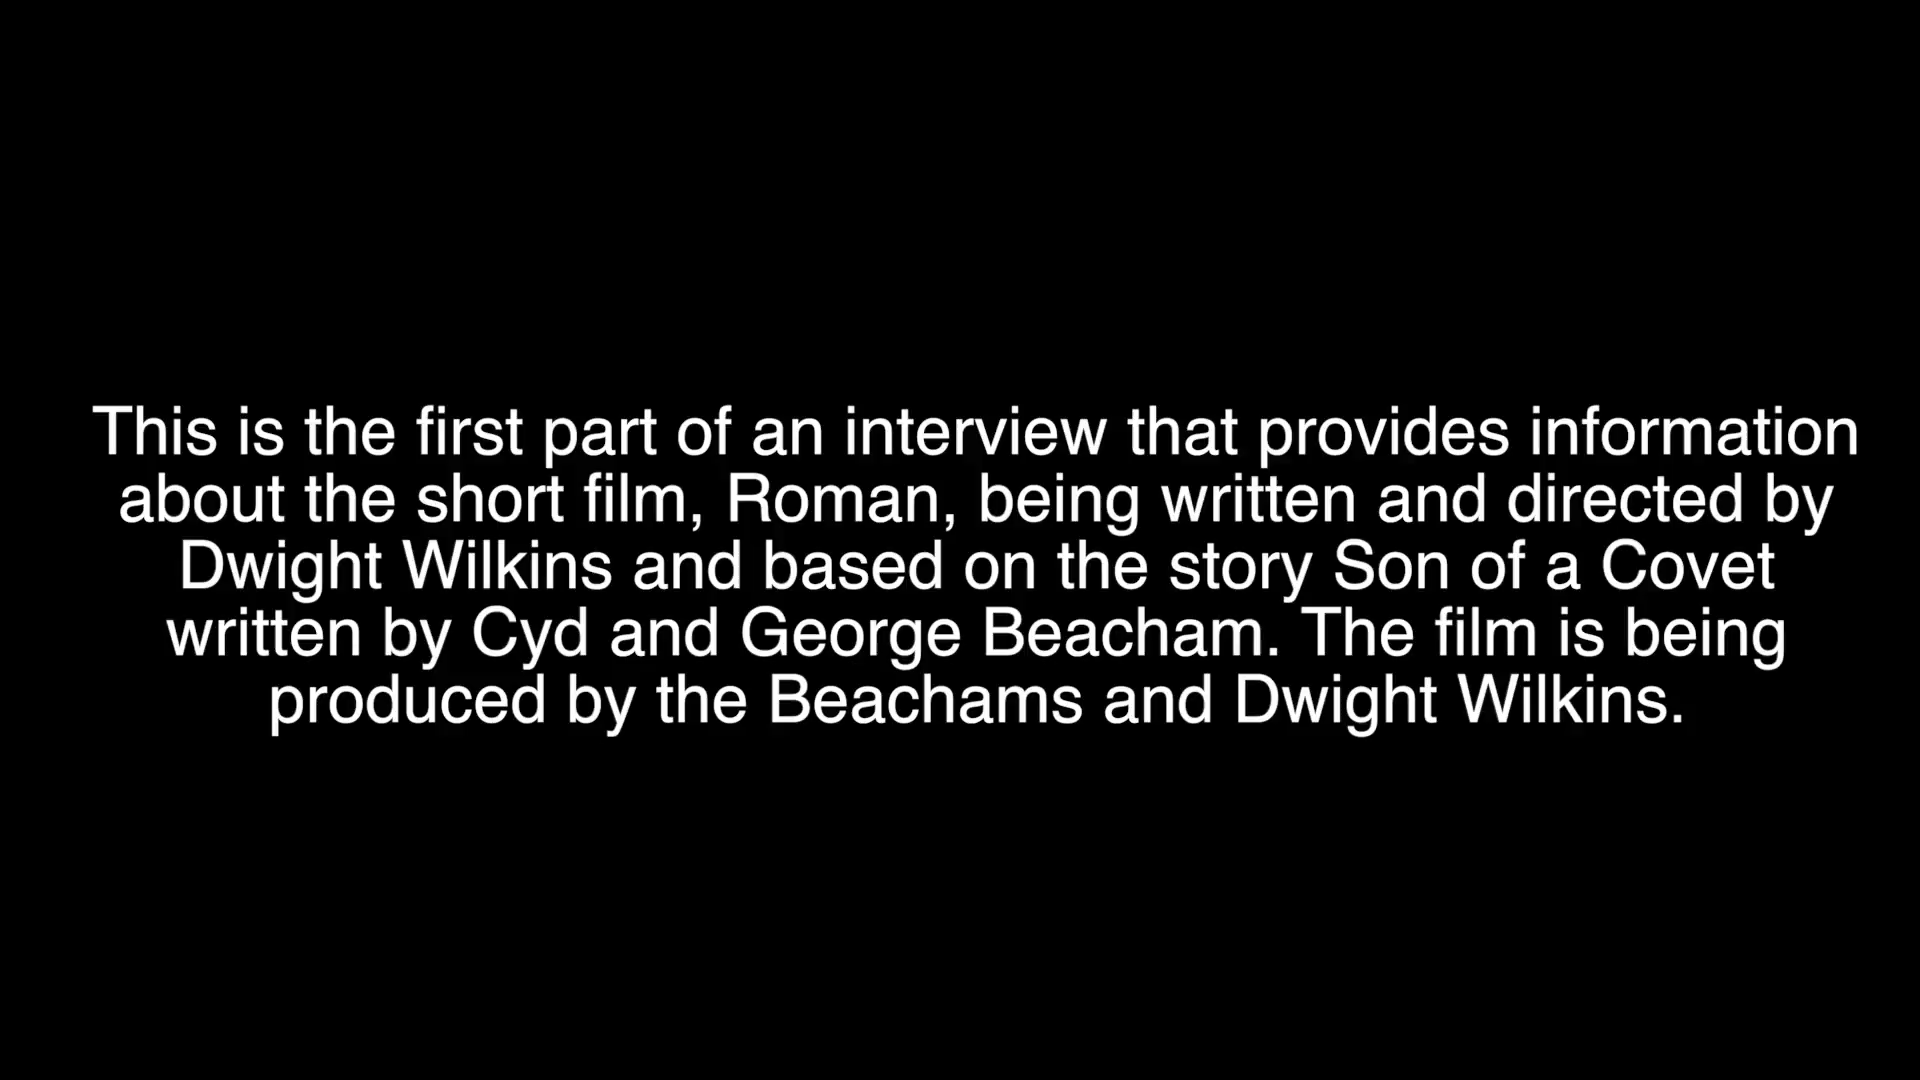 This is the first part of an interview that provides information
about the short film, Roman, being written and directed by
Dwight Wilkins and based on the story Son of a Covet
written by Cyd and George Beacham. The film is being
produced by the Beachams and Dwight Wilkins.